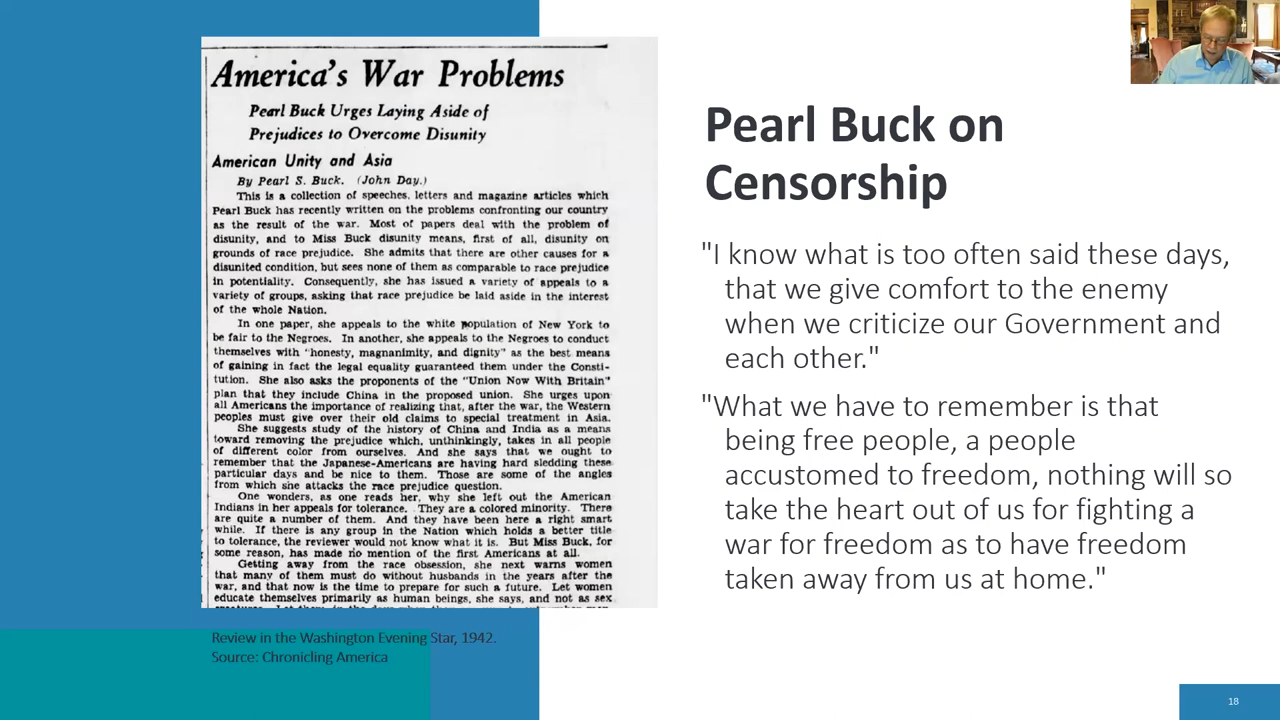 America's War Problems
Pearl Buck Urges Laying Aside of
Prejudices to Overcome Disunity
American Unity and Asia
By Pearl S. Buck. (John Day.)
This is a collection of speeches, letters and magazine articles which
Pearl Buck has recently written on the problems confronting our country
as the result of the war. Most of papers deal with the problem of
disunity, and to Miss Buck disunity means, first of all, disunity on
grounds of race prejudice. She admits that there are other causes for a
disunited condition, but sees none of them as comparable to race prejudice
in potentiality. Consequently, she has issued a variety of appeals to a
variety of groups, asking that race prejudice be laid aside in the interest
of the whole Nation.
In one paper, she appeals to the white population of New York to
be fair to the Negroes. In another, she appeals to the Negroes to conduct
themselves with "honesty, magnanimity, and dignity" as the best means
of gaining in fact the legal equality guaranteed them under the Consti-
tution. She also asks the proponents of the "Union Now With Britain"
plan that they include China in the proposed union. She urges upon
all Americans the importance of realizing that, after the war, the Western
peoples must give over their old claims to special treatment in Asia.
She suggests study of the history of China and India as a means
toward removing the prejudice which, unthinkingly, takes in all people
of different color from ourselves. And she says that we ought to
remember that the Japanese-Americans are having hard sledding these
particular days and be nice to them. Those are some of the angles
from which she attacks the race prejudice question.
One wonders, as one reads her, why she left out the American
Indians in her appeals for tolerance. They are a colored minority. There
are quite a number of them. And they have been here a right smart
while. If there is any group in the Nation which holds a better title
to tolerance, the reviewer would not know what it is. But Miss Buck, for
some reason, has made no mention of the first Americans at all.
Getting away from the race obsession, she next warns women
that many of them must do without husbands in the years after the
war, and that now is the time to prepare for such a future. Let women
educate themselves primarily as human beings, she says, and not as sex
Review in the Washington Evening Star, 1942.
Source: Chronicling America
Pearl Buck on
Censorship
"I know what is too often said these days,
that we give comfort to the enemy
when we criticize our Government and
each other."
"What we have to remember is that
being free people, a people
accustomed to freedom, nothing will so
take the heart out of us for fighting a
war for freedom as to have freedom
taken away from us at home."
18